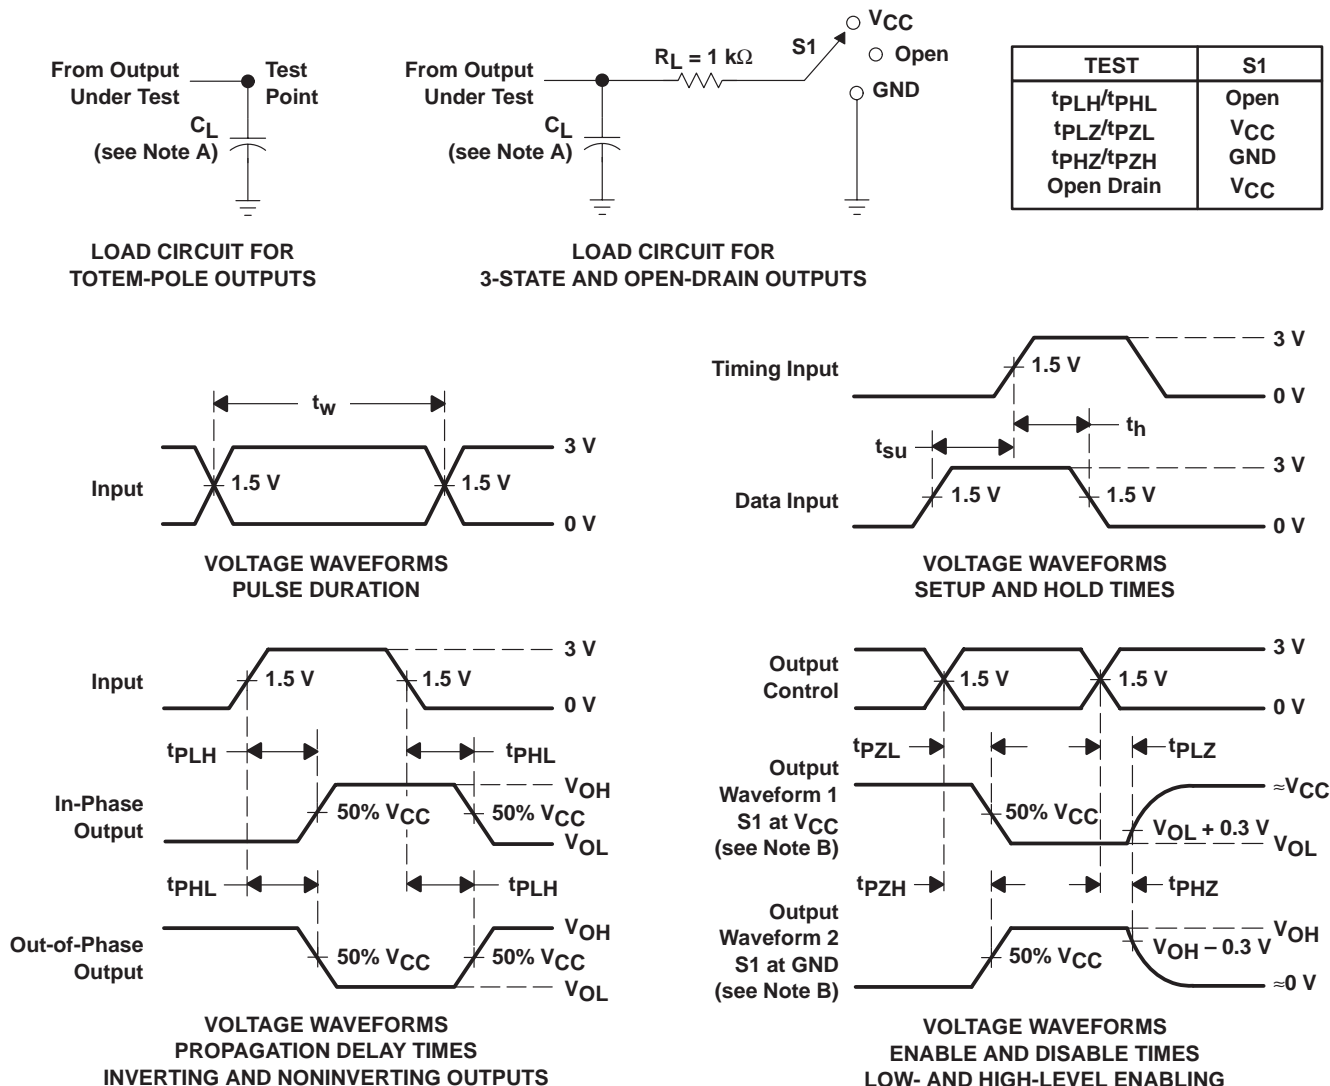 From Output
Under Test
Test
Point
CL
(see Note A)
LOAD CIRCUIT FOR
TOTEM-POLE OUTPUTS
From Output
Under Test
CL
(see Note A)
RL = 1 kΩ
S1
VCC
Open
GND
LOAD CIRCUIT FOR
3-STATE AND OPEN-DRAIN OUTPUTS
TEST S1
tPLH/tPHL Open
tPLZ/tPZL VCC
tPHZ/tPZH GND
Open Drain VCC
tw
Input
1.5 V
1.5 V
3 V
0 V
VOLTAGE WAVEFORMS
PULSE DURATION
Timing Input
1.5 V
3 V
0 V
tsu
th
Data Input
1.5 V
1.5 V
3 V
0 V
VOLTAGE WAVEFORMS
SETUP AND HOLD TIMES
Input
1.5 V
1.5 V
3 V
0 V
tPLH
tPHL
In-Phase
Output
50% VCC
50% VCC
VOH
VOL
tPHL
tPLH
Out-of-Phase
Output
50% VCC
50% VCC
VOH
VOL
VOLTAGE WAVEFORMS
PROPAGATION DELAY TIMES
INVERTING AND NONINVERTING OUTPUTS
Output
Control
1.5 V
1.5 V
3 V
0 V
tPZL
tPLZ
Output
Waveform 1
S1 at VCC
(see Note B)
50% VCC
VOL + 0.3 V
≈VCC
VOL
tPZH
tPHZ
Output
Waveform 2
S1 at GND
(see Note B)
50% VCC
VOH − 0.3 V
VOH
≈0 V
VOLTAGE WAVEFORMS
ENABLE AND DISABLE TIMES
LOW- AND HIGH-LEVEL ENABLING